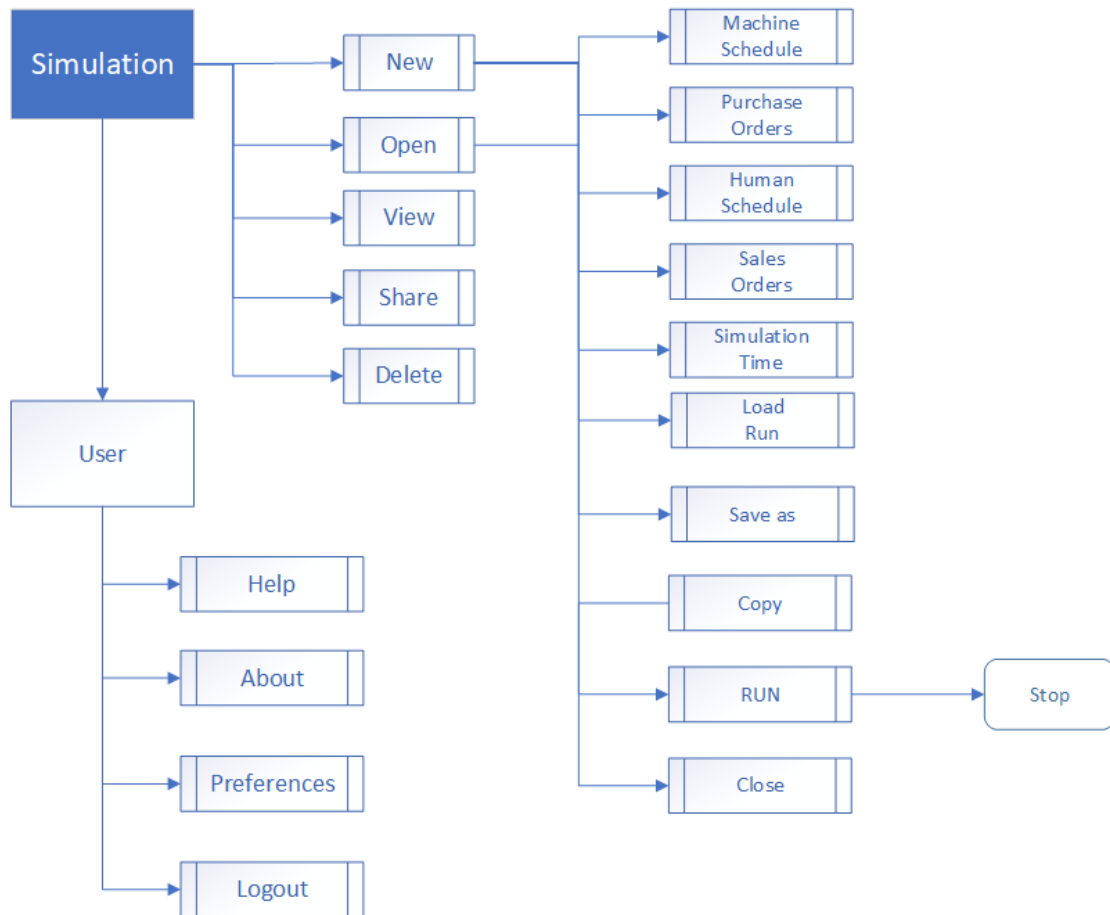 Simulation
New
Open
View
Share
Delete
User
Help
About
Preferences
Logout
Machine
Schedule
Purchase
Orders
Human
Schedule
Sales
Orders
Simulation
Time
Load
Run
Save as
Copy
RUN
Stop
Close